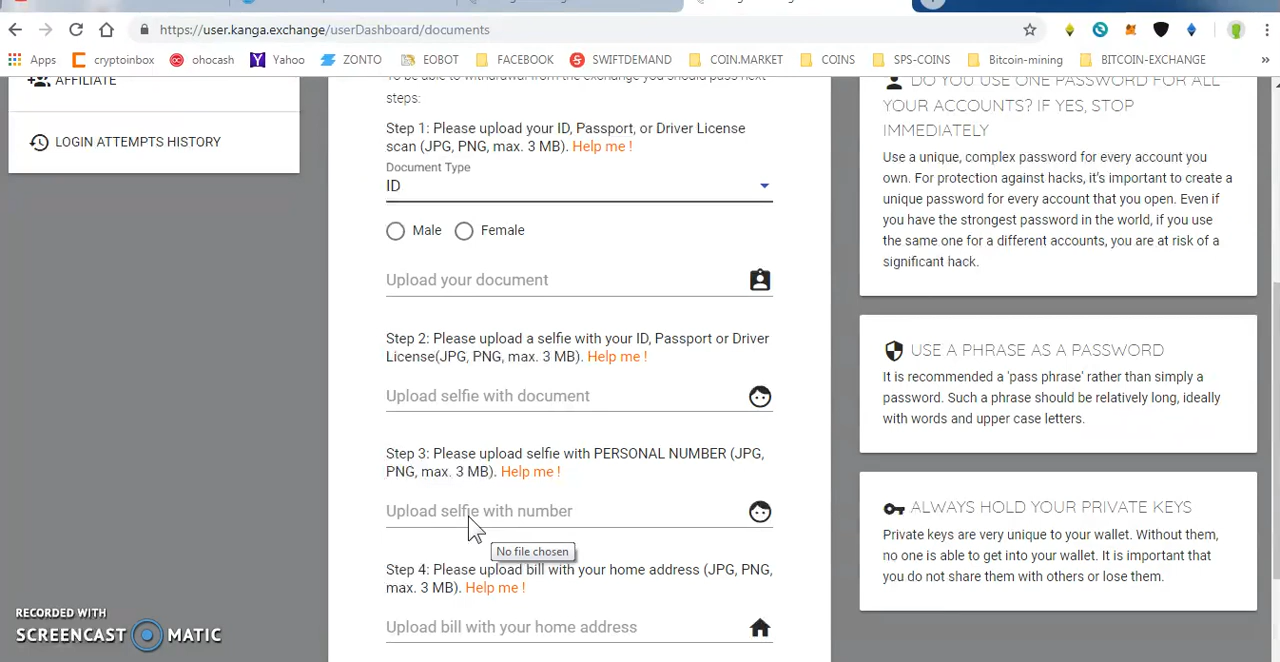 https://user.kanga.exchange/userDashboard/documents
Apps
cryptoinbox
ohocash
Yahoo
ZONTO
EOBOT
FACEBOOK
SWIFTDEMAND
COIN.MARKET
COINS
SPS-COINS
Bitcoin-mining
BITCOIN-EXCHANGE
»
AFFILIATE
LOGIN ATTEMPTS HISTORY
To be able to withdrawal from the exchange you should pass next
steps:
Step 1: Please upload your ID, Passport, or Driver License
scan (JPG, PNG, max. 3 MB). Help me !
Document Type
ID
Male
Female
Upload your document
Step 2: Please upload a selfie with your ID, Passport or Driver
License(JPG, PNG, max. 3 MB). Help me !
Upload selfie with document
Step 3: Please upload selfie with PERSONAL NUMBER (JPG,
PNG, max. 3 MB). Help me !
Upload selfie with number
No file chosen
Step 4: Please upload bill with your home address (JPG, PNG,
max. 3 MB). Help me !
Upload bill with your home address
DO YOU USE ONE PASSWORD FOR ALL
YOUR ACCOUNTS? IF YES, STOP
IMMEDIATELY
Use a unique, complex password for every account you
own. For protection against hacks, it's important to create a
unique password for every account that you open. Even if
you have the strongest password in the world, if you use
the same one for a different accounts, you are at risk of a
significant hack.
USE A PHRASE AS A PASSWORD
It is recommended a 'pass phrase' rather than simply a
password. Such a phrase should be relatively long, ideally
with words and upper case letters.
ALWAYS HOLD YOUR PRIVATE KEYS
Private keys are very unique to your wallet. Without them,
no one is able to get into your wallet. It is important that
you do not share them with others or lose them.
RECORDED WITH
SCREENCAST MATIC